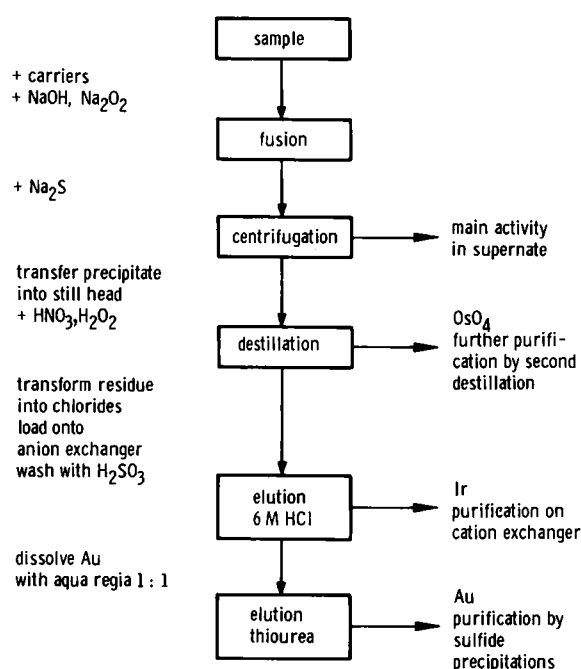 sample
+ carriers
+ NaOH, Na2O2
fusion
+ Na2S
centrifugation
main activity
in supernate
transfer precipitate
into still head
+ HNO3,H2O2
destillation
OsO4
further purifi-
cation by second
destillation
transform residue
into chlorides
load onto
anion exchanger
wash with H2SO3
elution
6 M HCl
Ir
purification on
cation exchanger
dissolve Au
with aqua regia 1 : 1
elution
thiourea
Au
purification by
sulfide
precipitations